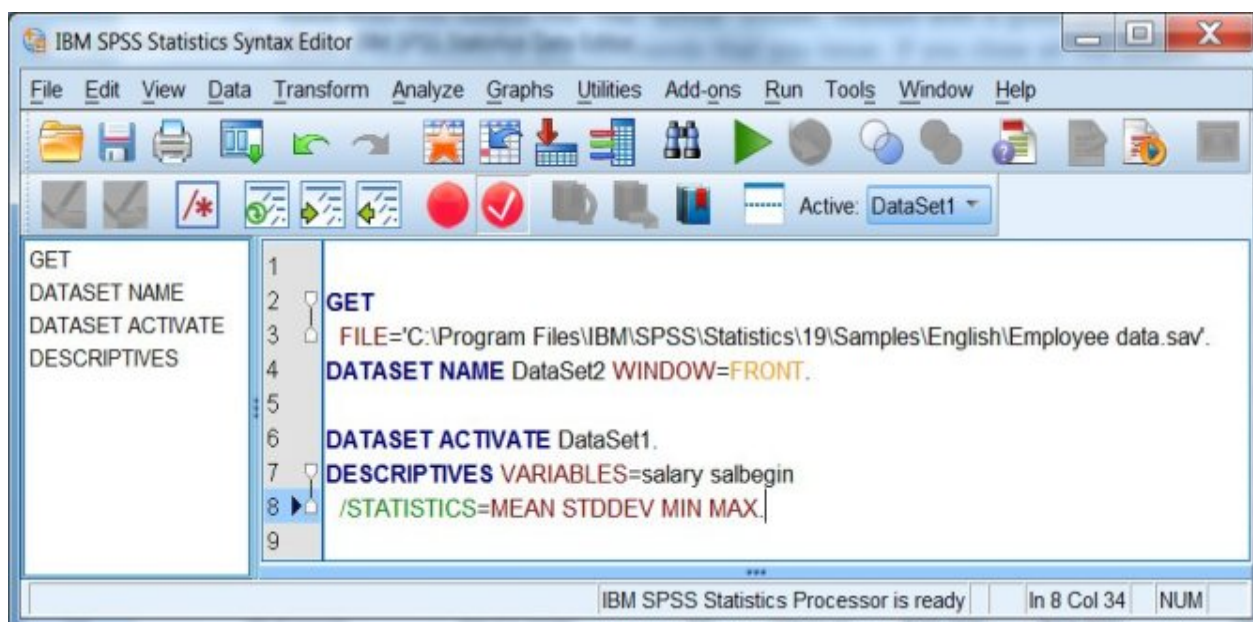 IBM SPSS Statistics Syntax Editor
File Edit View Data Transform Analyze Graphs Utilities Add-ons Run Tools Window Help
/* Active: DataSet1
GET
DATASET NAME
DATASET ACTIVATE
DESCRIPTIVES
1
2 GET
3 FILE='C:\Program Files\IBM\SPSS\Statistics\19\Samples\English\Employee data.sav'.
4 DATASET NAME DataSet2 WINDOW=FRONT.
5
6 DATASET ACTIVATE DataSet1.
7 DESCRIPTIVES VARIABLES=salary salbegin
8 /STATISTICS=MEAN STDDEV MIN MAX.
9
IBM SPSS Statistics Processor is ready In 8 Col 34 NUM